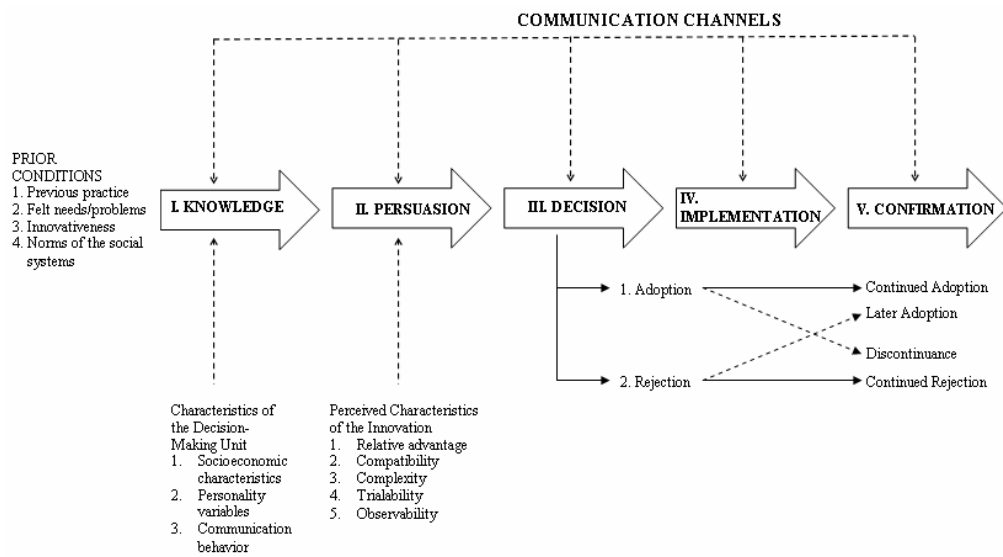 COMMUNICATION CHANNELS
PRIOR
CONDITIONS
1. Previous practice
2. Felt needs/problems
3. Innovativeness
4. Norms of the social
systems
I. KNOWLEDGE
II. PERSUASION
III. DECISION
IV.
IMPLEMENTATION
V. CONFIRMATION
1. Adoption
2. Rejection
Continued Adoption
Later Adoption
Discontinuance
Continued Rejection
Characteristics of
the Decision-
Making Unit
1. Socioeconomic
characteristics
2. Personality
variables
3. Communication
behavior
Perceived Characteristics
of the Innovation
1. Relative advantage
2. Compatibility
3. Complexity
4. Trialability
5. Observability